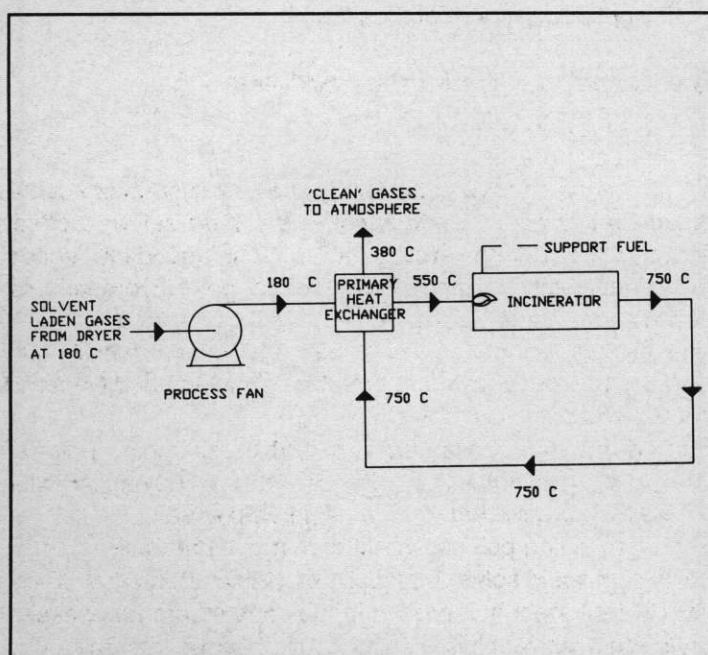 'CLEAN' GASES
TO ATMOSPHERE
380 C
SUPPORT FUEL
180 C
PRIMARY
HEAT
EXCHANGER
550 C
INCINERATOR
750 C
SOLVENT
LADEN GASES
FROM DRYER
AT 180 C
PROCESS FAN
750 C
750 C